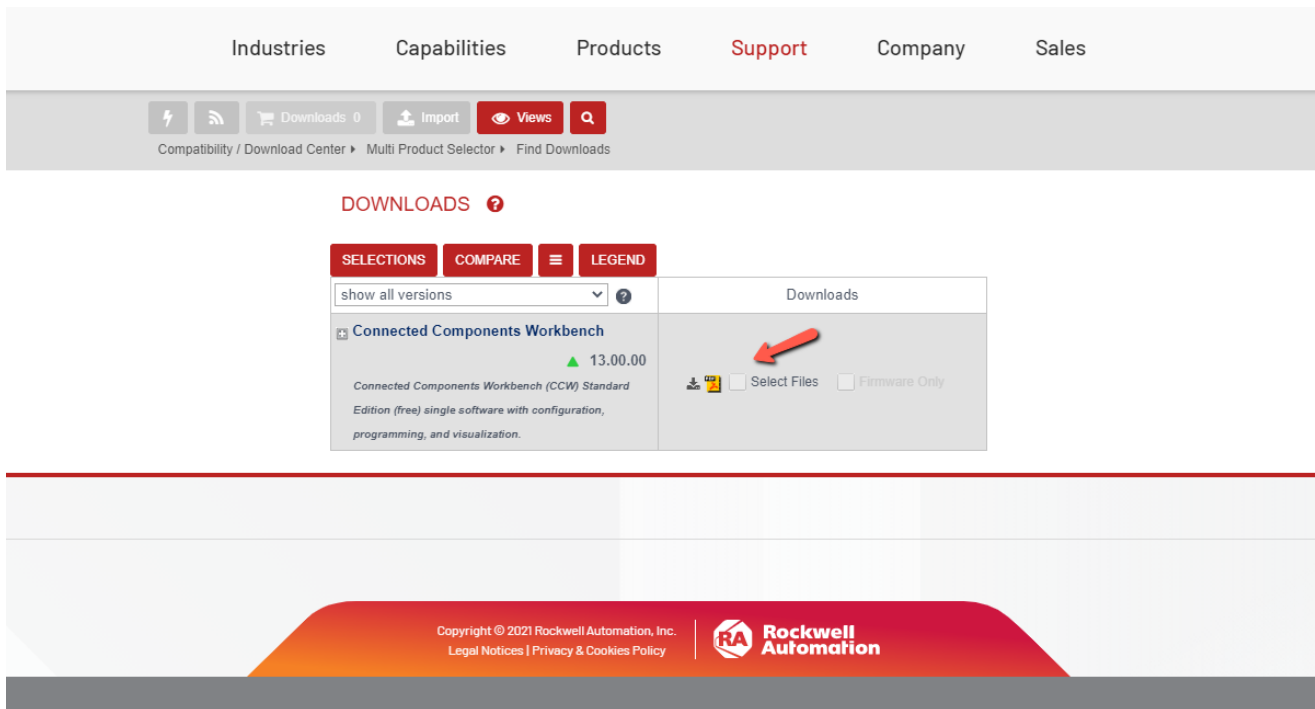 Industries Capabilities Products Support Company Sales
Downloads 0 Import Views
Compatibility / Download Center Multi Product Selector Find Downloads
DOWNLOADS
SELECTIONS COMPARE LEGEND
show all versions Downloads
Connected Components Workbench
13.00.00
Select Files Firmware Only
Connected Components Workbench (CCW) Standard
Edition (free) single software with configuration,
programming, and visualization.
Copyright © 2021 Rockwell Automation, Inc.
Legal Notices | Privacy & Cookies Policy
RA Rockwell
Automation